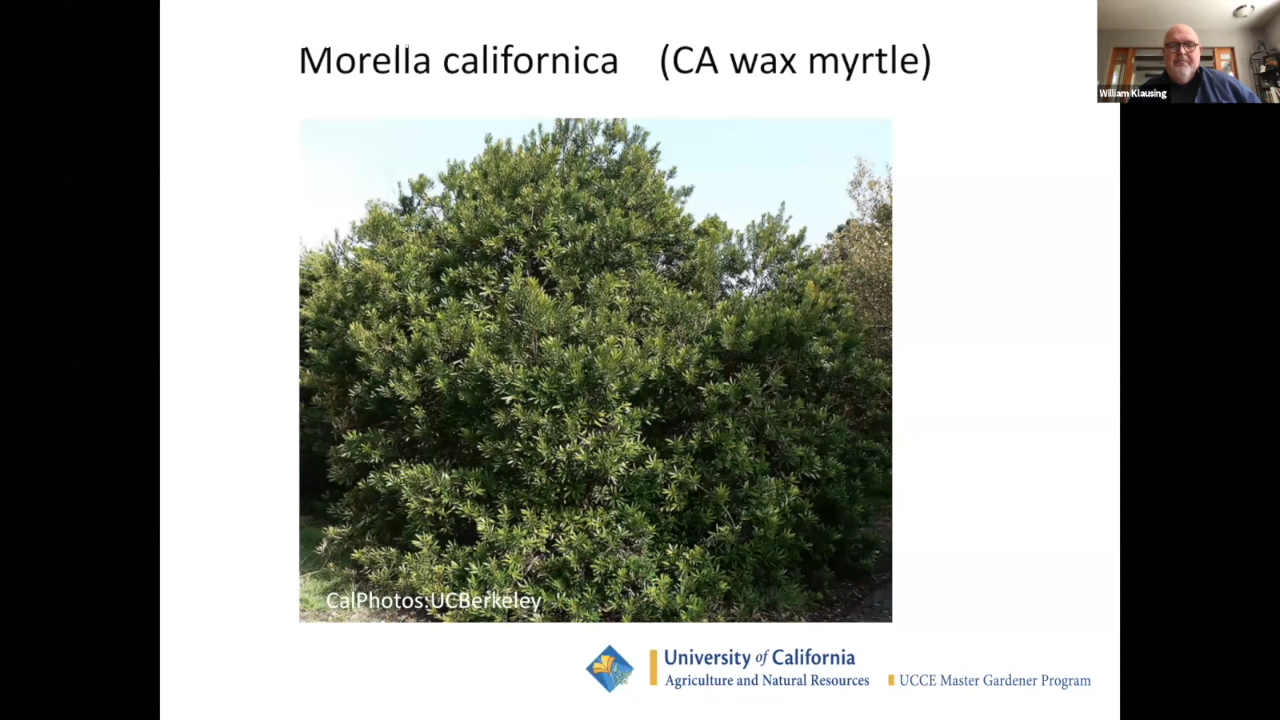 Morella californica (CA wax myrtle)
William Klausing
CalPhotos:UCBerkeley
University of California
Agriculture and Natural Resources
UCCE Master Gardener Program